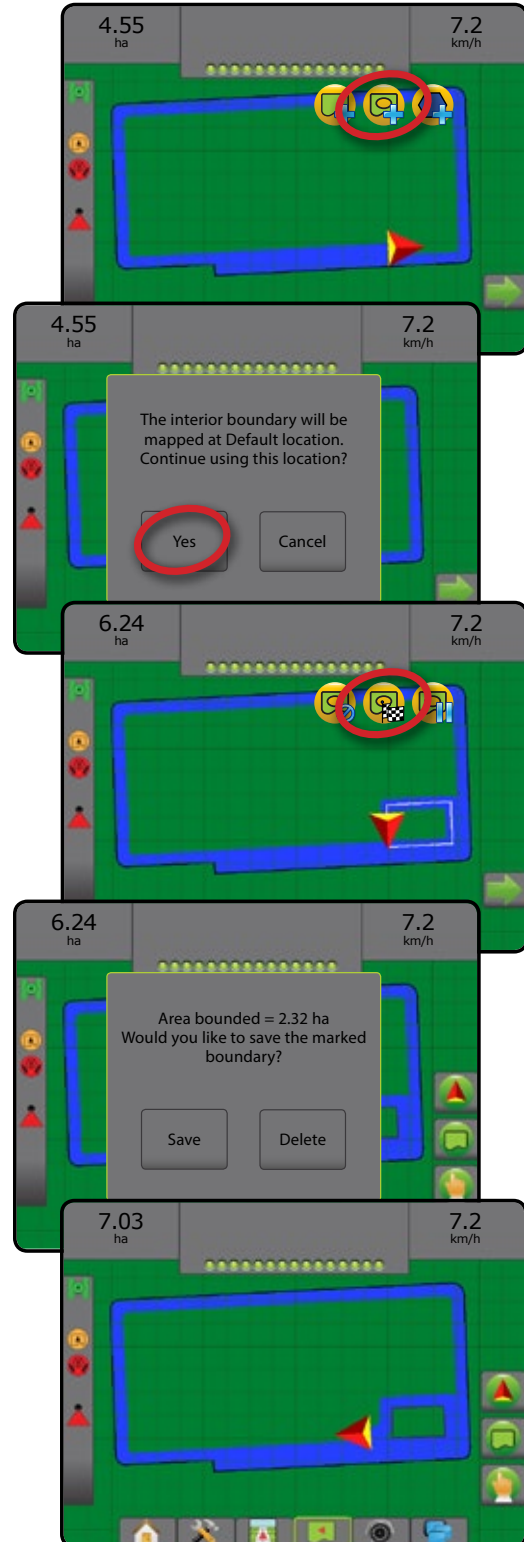 4.55
ha
7.2
km/h
4.55
ha
7.2
km/h
The interior boundary will be
mapped at Default location.
Continue using this location?
Yes
Cancel
6.24
ha
7.2
km/h
6.24
ha
7.2
km/h
Area bounded = 2.32 ha
Would you like to save the marked
boundary?
Save
Delete
7.03
ha
7.2
km/h